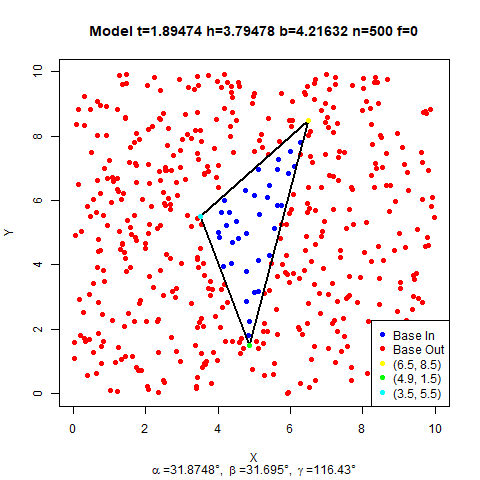 Model t=1.89474 h=3.79478 b=4.21632 n=500 f=0
10
8
6
4
2
0
Y
Base In
Base Out
(6.5, 8.5)
(4.9, 1.5)
(3.5, 5.5)
0 2 4 6 8 10
X
α=31.8748°, β=31.695°, γ=116.43°